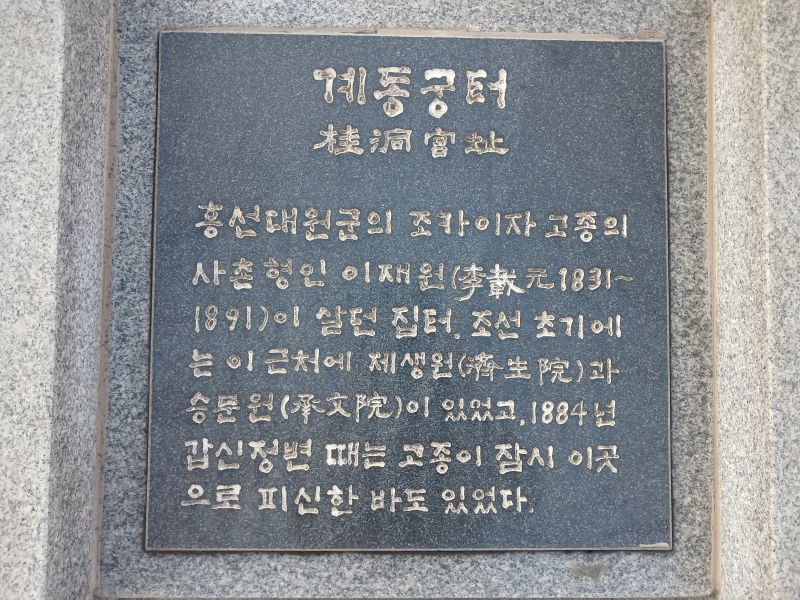 계동궁터
桂洞宮址
흥선대원군의 조카이자 고종의
사촌형인 이재원(李載元1831~
1891)이 살던 집터. 조선 초기에
는 이 근처에 제생원(濟生院)과
승문원(承文院)이 있었고, 1884년
갑신정변 때는 고종이 잠시 이곳
으로 피신한 바도 있었다.